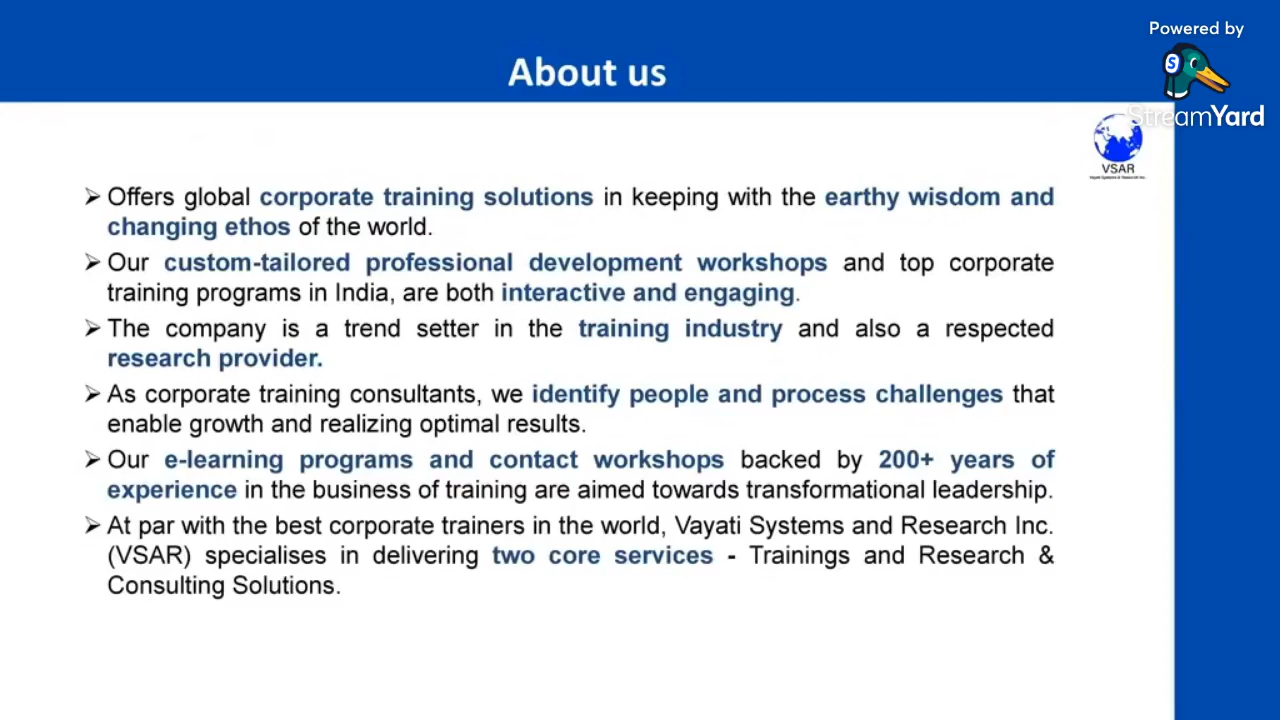 Powered by
About us
StreamYard
VSAR
Vayati Systems & Research Inc.
➢ Offers global corporate training solutions in keeping with the earthy wisdom and
changing ethos of the world.
➢ Our custom-tailored professional development workshops and top corporate
training programs in India, are both interactive and engaging.
➢ The company is a trend setter in the training industry and also a respected
research provider.
➢ As corporate training consultants, we identify people and process challenges that
enable growth and realizing optimal results.
➢ Our e-learning programs and contact workshops backed by 200+ years of
experience in the business of training are aimed towards transformational leadership.
➢ At par with the best corporate trainers in the world, Vayati Systems and Research Inc.
(VSAR) specialises in delivering two core services - Trainings and Research &
Consulting Solutions.